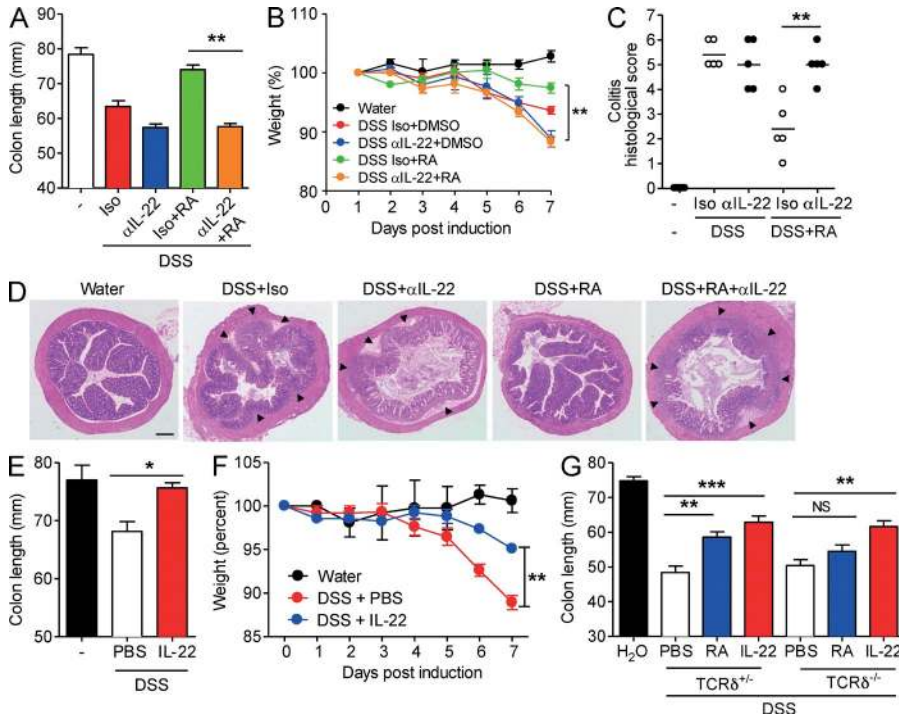 A
Colon length (mm)
80
70
60
50
40
**
-
Iso
αIL-22
Iso+RA
αIL-22
+RA
DSS
B
Weight (%)
110
100
90
80
Water
DSS Iso+DMSO
DSS αIL-22+DMSO
DSS Iso+RA
DSS αIL-22+RA
**
0 1 2 3 4 5 6 7
Days post induction
C
Colitis
histological score
6
5
4
3
2
1
0
**
Iso αIL-22 Iso αIL-22
- DSS DSS+RA
D
Water DSS+Iso DSS+αIL-22 DSS+RA DSS+RA+αIL-22
E
Colon length (mm)
80
70
60
50
*
- PBS IL-22
DSS
F
Weight (percent)
105
100
95
90
85
Water
DSS + PBS
DSS + IL-22
**
0 1 2 3 4 5 6 7
Days post induction
G
Colon length (mm)
80
70
60
50
40
30
***
**
**
NS
H₂O PBS RA IL-22 PBS RA IL-22
TCRδ⁺/⁻ TCRδ⁻/⁻
DSS